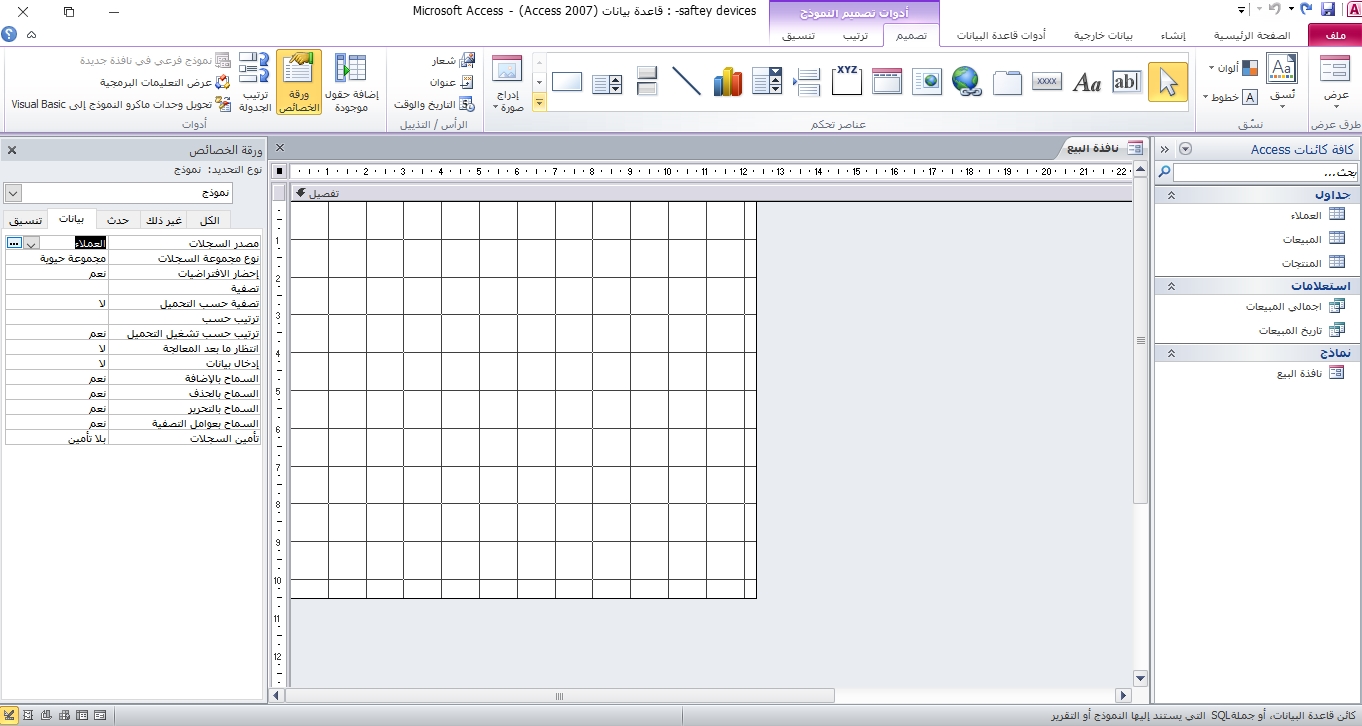 saftey devices- : قاعدة بيانات (Access 2007) - Microsoft Access
أدوات تصميم النموذج
ملف
الصفحة الرئيسية
إنشاء
بيانات خارجية
أدوات قاعدة البيانات
تصميم
ترتيب
تنسيق
عرض
طرق عرض
نُسق
ألوان
خطوط
نُسُق
ab
Aa
XXXX
XYZ
عناصر تحكم
إدراج
صورة
شعار
عنوان
التاريخ والوقت
الرأس / التذييل
إضافة حقول
موجودة
ورقة
الخصائص
ترتيب
الجدولة
نموذج فرعي في نافذة جديدة
عرض التعليمات البرمجية
تحويل وحدات ماكرو النموذج إلى Visual Basic
أدوات
كافة كائنات Access
بحث...
جداول
العملاء
المبيعات
المنتجات
استعلامات
اجمالي المبيعات
تاريخ المبيعات
نماذج
نافذة البيع
نافذة البيع
1 2 3 4 5 6 7 8 9 10 11 12 13 14 15 16 17 18 19 20 21 22
تفصيل
1
2
3
4
5
6
7
8
9
10
11
12
ورقة الخصائص
نوع التحديد: نموذج
نموذج
الكل
غير ذلك
حدث
بيانات
تنسيق
مصدر السجلات العملاء
نوع مجموعة السجلات مجموعة حيوية
إحضار الافتراضيات نعم
تصفية
تصفية حسب التحميل لا
ترتيب حسب
ترتيب حسب تشغيل التحميل نعم
انتظار ما بعد المعالجة لا
إدخال بيانات لا
السماح بالإضافة نعم
السماح بالحذف نعم
السماح بالتحرير نعم
السماح بعوامل التصفية نعم
تأمين السجلات بلا تأمين
كائن قاعدة البيانات، أو جملةSQL التي يستند إليها النموذج أو التقرير